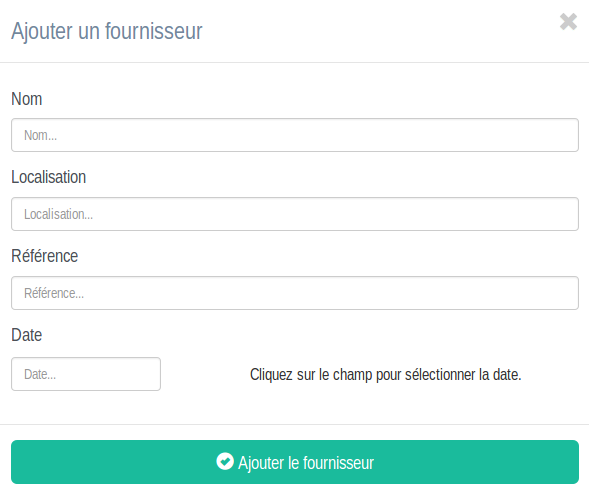 Ajouter un fournisseur
Nom
Nom...
Localisation
Localisation...
Référence
Référence...
Date
Date...
Cliquez sur le champ pour sélectionner la date.
Ajouter le fournisseur